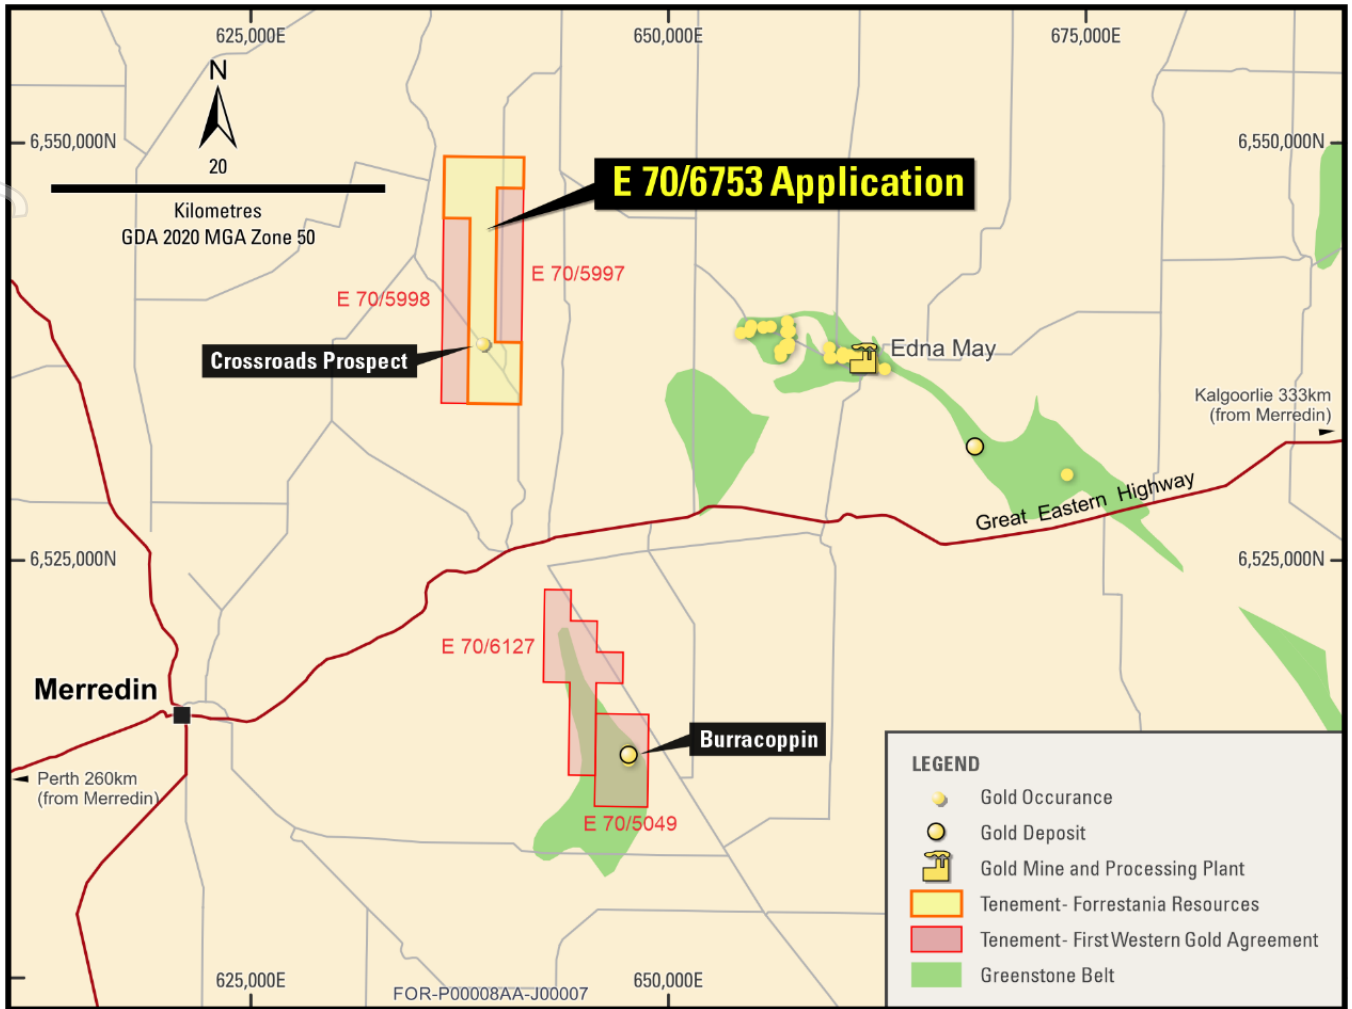 625,000E
650,000E
675,000E
N
6,550,000N
6,550,000N
20
Kilometres
GDA 2020 MGA Zone 50
E 70/6753 Application
E 70/5997
E 70/5998
Crossroads Prospect
Edna May
Kalgoorlie 333km
(from Merredin)
Great Eastern Highway
6,525,000N
6,525,000N
E 70/6127
Merredin
Burracoppin
Perth 260km
(from Merredin)
E 70/5049
LEGEND
Gold Occurance
Gold Deposit
Gold Mine and Processing Plant
Tenement- Forrestania Resources
Tenement- First Western Gold Agreement
Greenstone Belt
625,000E
650,000E
FOR-P00008AA-J00007